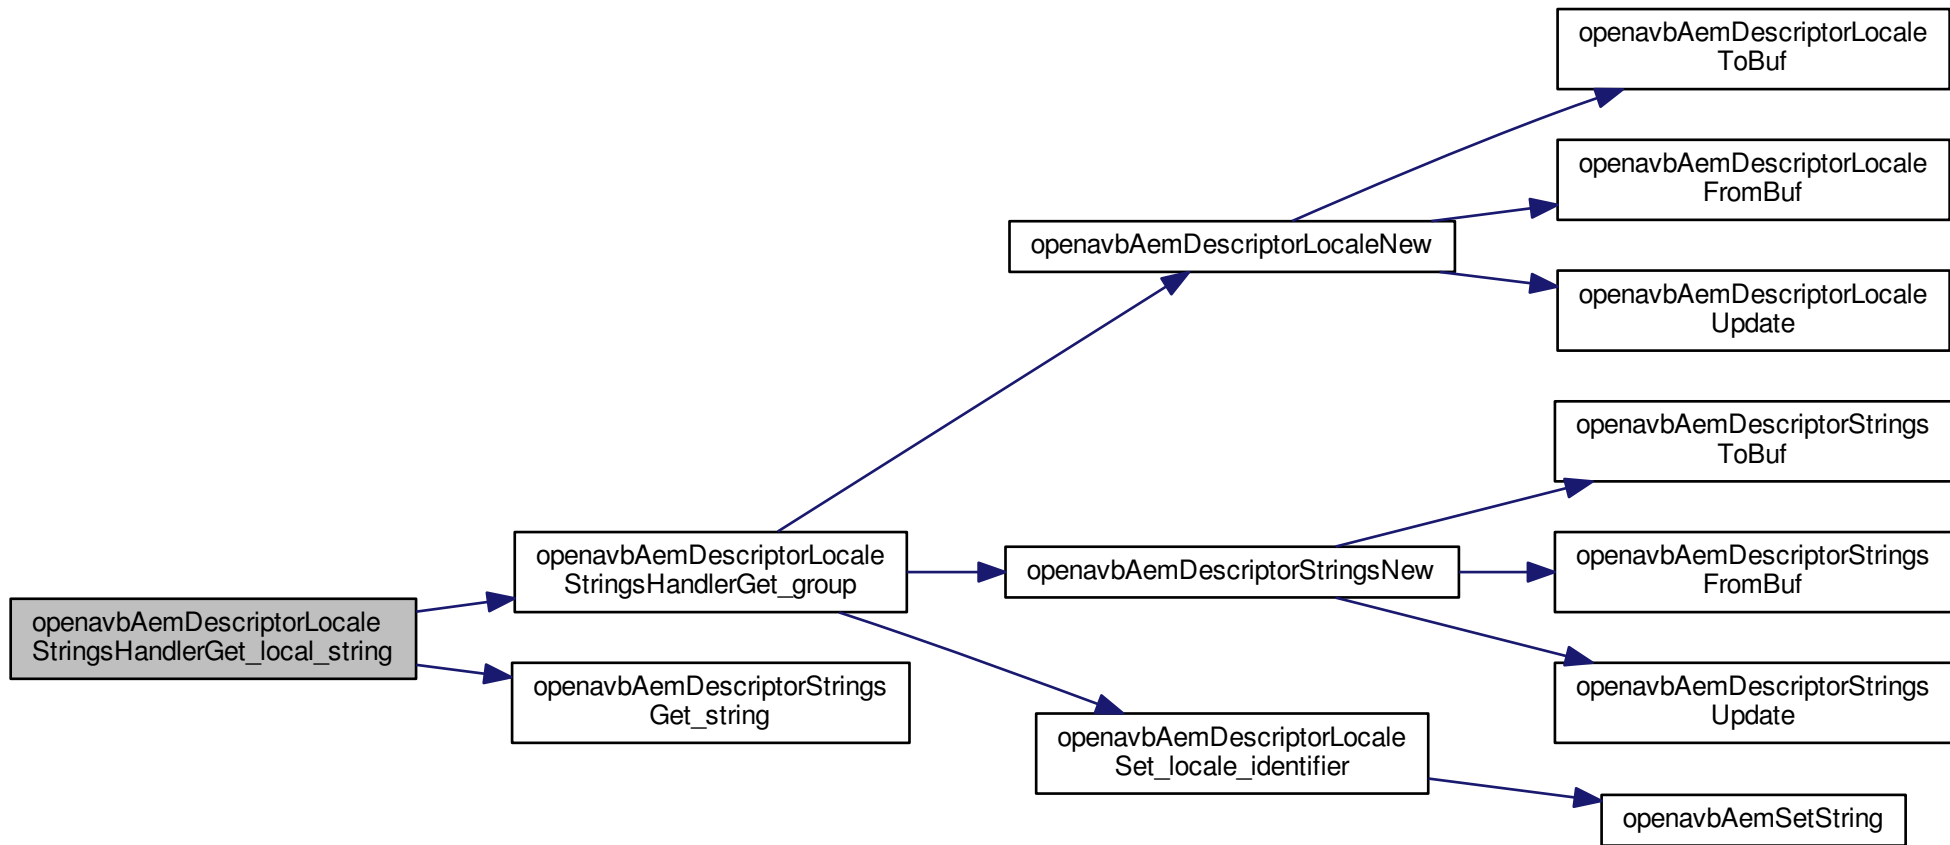 openavbAemDescriptorLocale
ToBuf
openavbAemDescriptorLocale
FromBuf
openavbAemDescriptorLocaleNew
openavbAemDescriptorLocale
Update
openavbAemDescriptorStrings
ToBuf
openavbAemDescriptorLocale
StringsHandlerGet_group
openavbAemDescriptorStringsNew
openavbAemDescriptorStrings
FromBuf
openavbAemDescriptorLocale
StringsHandlerGet_local_string
openavbAemDescriptorStrings
Get_string
openavbAemDescriptorStrings
Update
openavbAemDescriptorLocale
Set_locale_identifier
openavbAemSetString